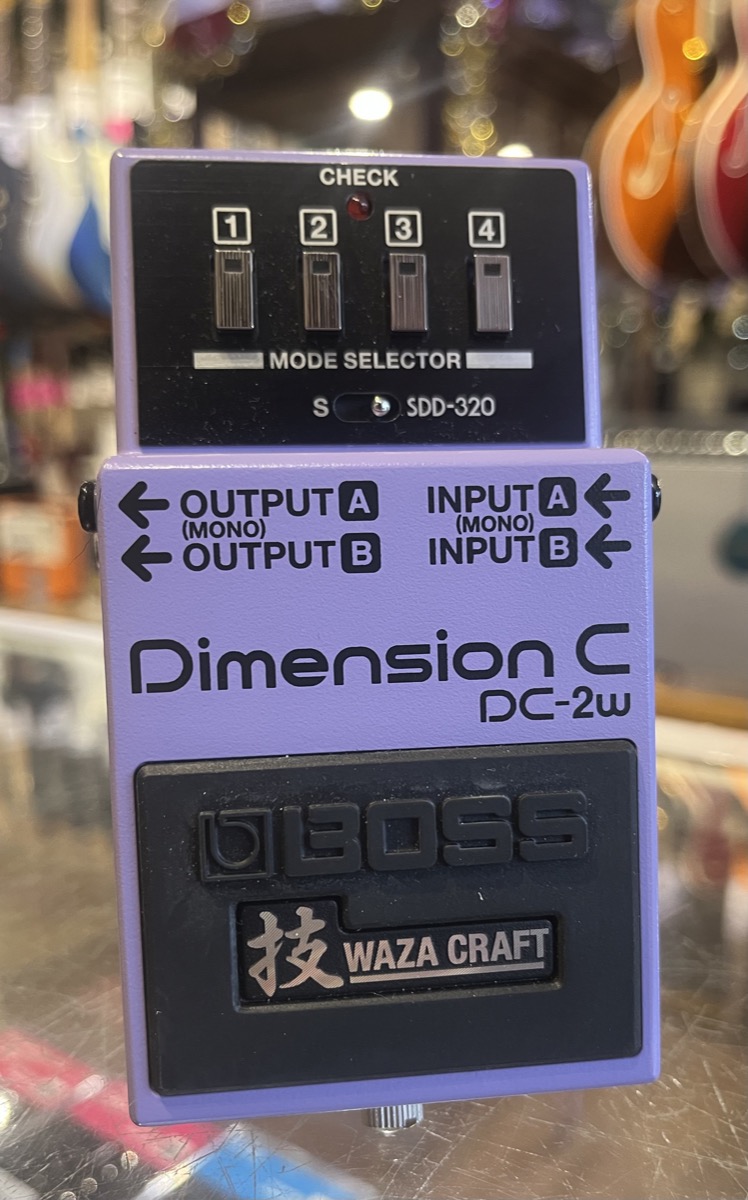 CHECK
1 2 3 4
MODE SELECTOR
S SDD-320
OUTPUT A INPUT A
(MONO) (MONO)
OUTPUT B INPUT B
Dimension C
DC-2w
BOSS
技 WAZA CRAFT